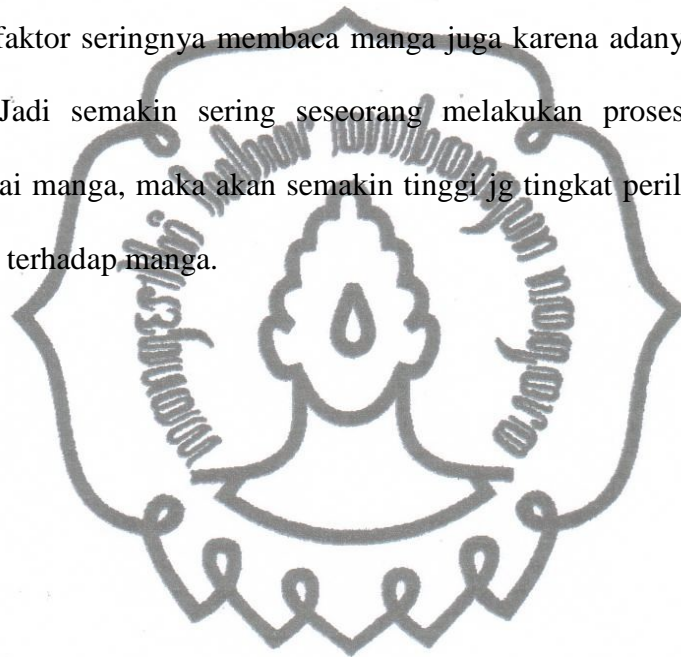 faktor seringnya membaca manga juga karena adany
Jadi semakin sering seseorang melakukan proses
ai manga, maka akan semakin tinggi jg tingkat peril
terhadap manga.